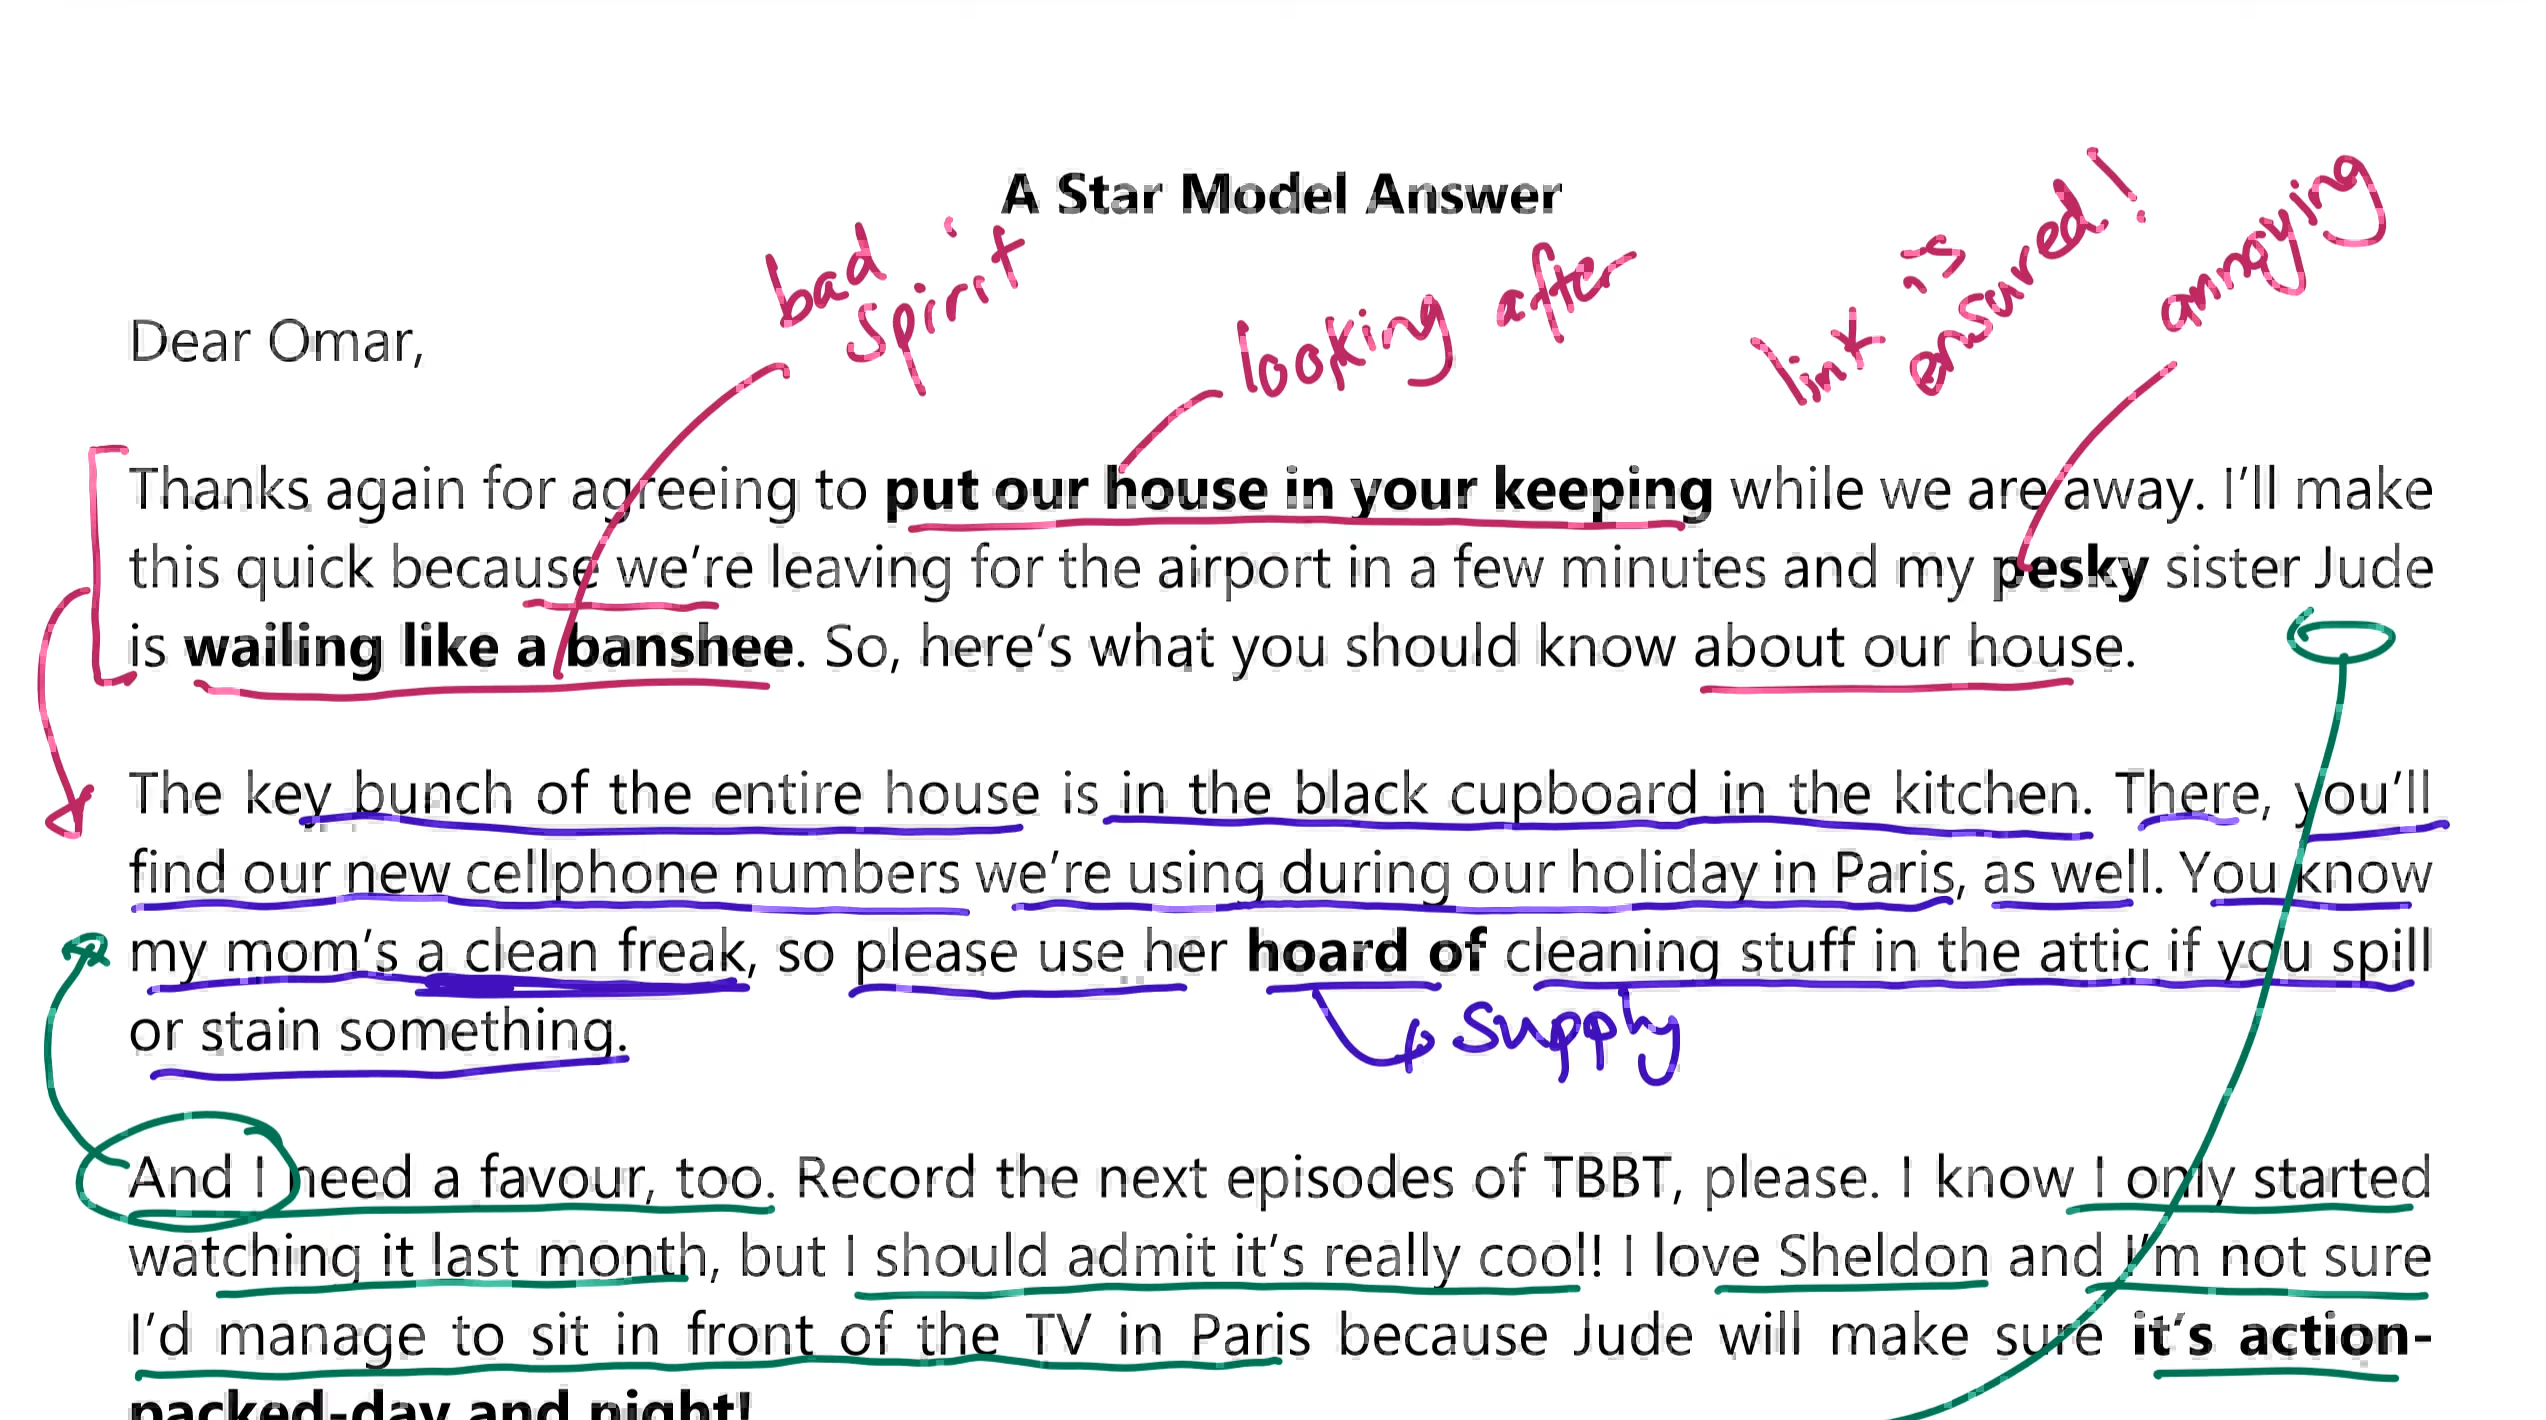 A Star Model Answer
bad spirit
looking after
link is ensured!
annoying
Dear Omar,
Thanks again for agreeing to put our house in your keeping while we are away. I'll make
this quick because we're leaving for the airport in a few minutes and my pesky sister Jude
is wailing like a banshee. So, here's what you should know about our house.
The key bunch of the entire house is in the black cupboard in the kitchen. There, you'll
find our new cellphone numbers we're using during our holiday in Paris, as well. You know
my mom's a clean freak, so please use her hoard of cleaning stuff in the attic if you spill
or stain something.
supply
And I need a favour, too. Record the next episodes of TBBT, please. I know I only started
watching it last month, but I should admit it's really cool! I love Sheldon and I'm not sure
I'd manage to sit in front of the TV in Paris because Jude will make sure it's action-
packed-day and night!